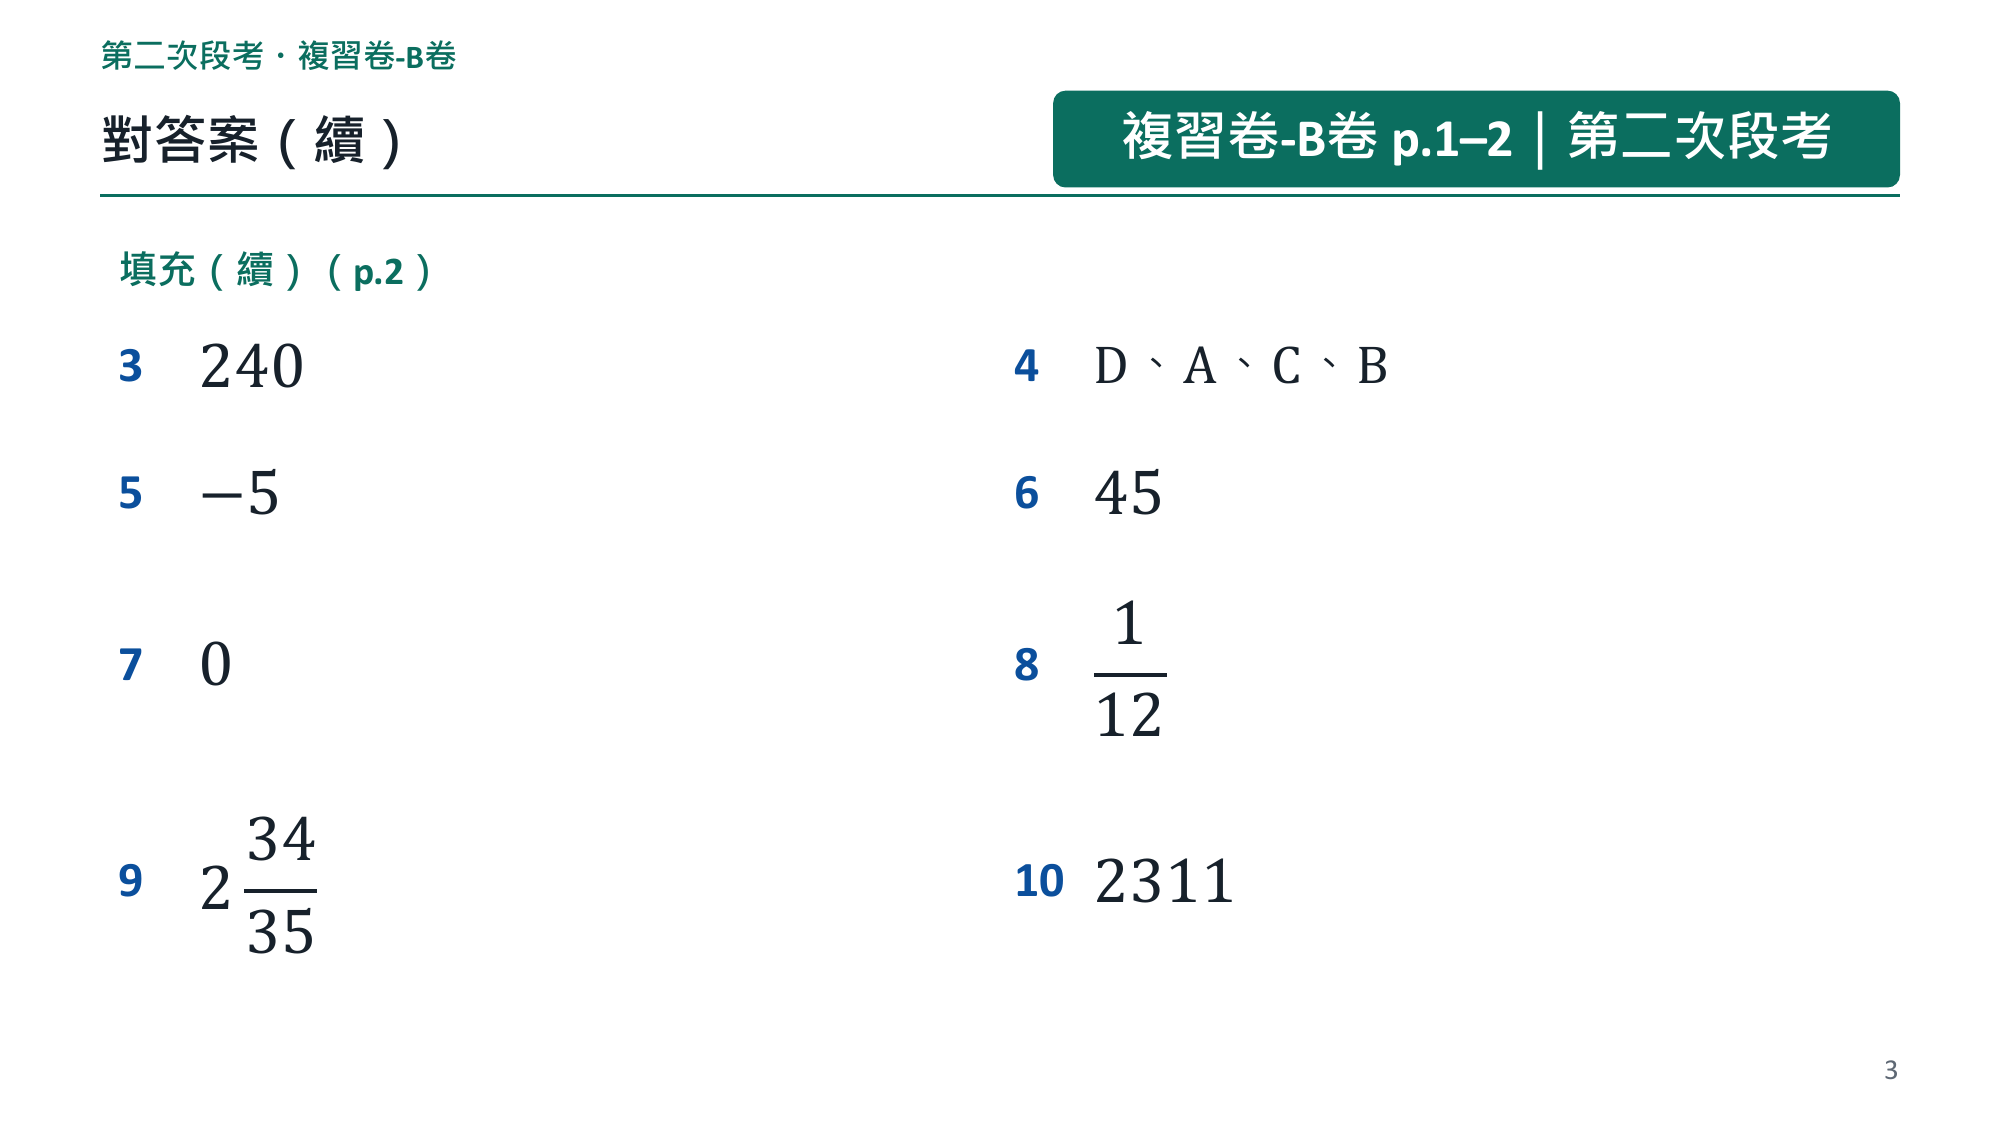 第二次段考・複習卷-B卷
對答案（續）
複習卷-B卷 p.1–2｜第二次段考
填充（續）（p.2）
3 240
4 D、A、C、B
5 −5
6 45
7 0
8 1/12
9 2 34/35
10 2311
3